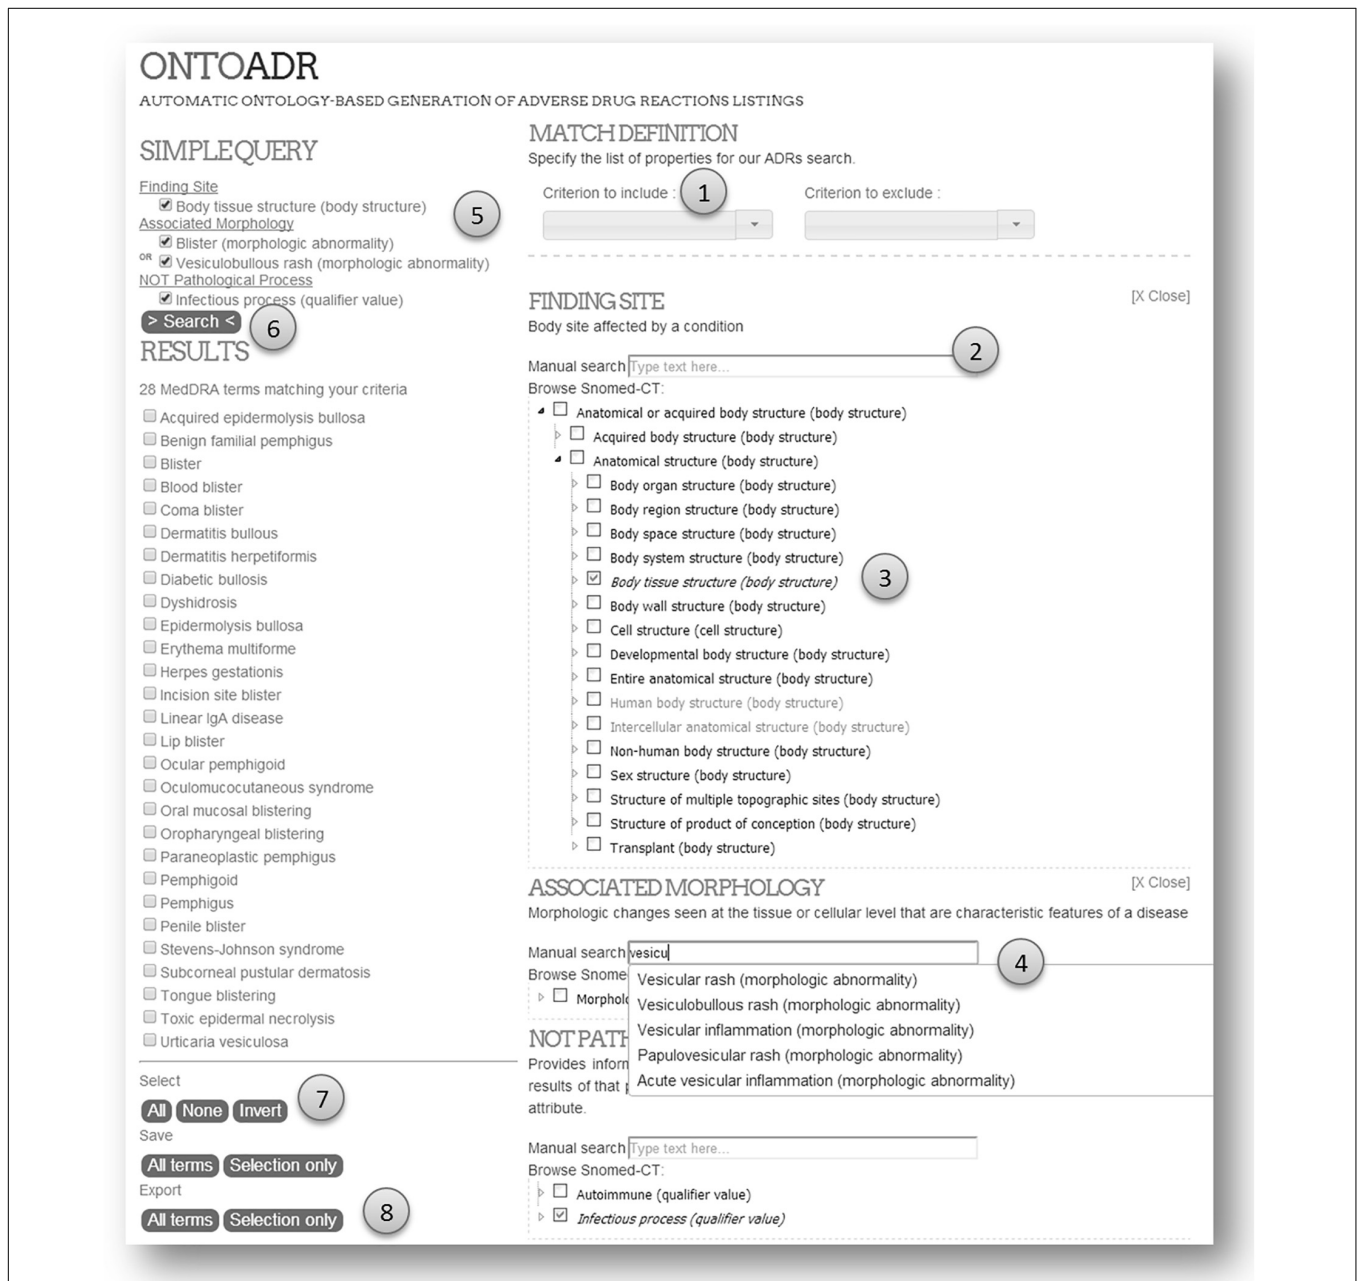 ONTOADR
AUTOMATIC ONTOLOGY-BASED GENERATION OF ADVERSE DRUG REACTIONS LISTINGS
SIMPLE QUERY
Finding Site
Body tissue structure (body structure)
5
Associated Morphology
Blister (morphologic abnormality)
OR Vesiculobullous rash (morphologic abnormality)
NOT Pathological Process
Infectious process (qualifier value)
> Search <
6
RESULTS
28 MedDRA terms matching your criteria
Acquired epidermolysis bullosa
Benign familial pemphigus
Blister
Blood blister
Coma blister
Dermatitis bullous
Dermatitis herpetiformis
Diabetic bullosis
Dyshidrosis
Epidermolysis bullosa
Erythema multiforme
Herpes gestationis
Incision site blister
Linear IgA disease
Lip blister
Ocular pemphigoid
Oculomucocutaneous syndrome
Oral mucosal blistering
Oropharyngeal blistering
Paraneoplastic pemphigus
Pemphigoid
Pemphigus
Penile blister
Stevens-Johnson syndrome
Subcorneal pustular dermatosis
Tongue blistering
Toxic epidermal necrolysis
Urticaria vesiculosa
Select
7
All None Invert
Save
All terms Selection only
Export
8
All terms Selection only
MATCH DEFINITION
Specify the list of properties for our ADRs search.
Criterion to include : 1 Criterion to exclude :
FINDING SITE [X Close]
Body site affected by a condition
2
Manual search Type text here...
Browse Snomed-CT:
Anatomical or acquired body structure (body structure)
Acquired body structure (body structure)
Anatomical structure (body structure)
Body organ structure (body structure)
Body region structure (body structure)
Body space structure (body structure)
Body system structure (body structure)
Body tissue structure (body structure)
3
Body wall structure (body structure)
Cell structure (cell structure)
Developmental body structure (body structure)
Entire anatomical structure (body structure)
Human body structure (body structure)
Intercellular anatomical structure (body structure)
Non-human body structure (body structure)
Sex structure (body structure)
Structure of multiple topographic sites (body structure)
Structure of product of conception (body structure)
Transplant (body structure)
ASSOCIATED MORPHOLOGY [X Close]
Morphologic changes seen at the tissue or cellular level that are characteristic features of a disease
Manual search vesicu
4
Browse Snome
Vesicular rash (morphologic abnormality)
Morpholo
Vesiculobullous rash (morphologic abnormality)
Vesicular inflammation (morphologic abnormality)
Papulovesicular rash (morphologic abnormality)
Acute vesicular inflammation (morphologic abnormality)
NOT PATH
Provides inform
results of that p
attribute.
Manual search Type text here...
Browse Snomed-CT:
Autoimmune (qualifier value)
Infectious process (qualifier value)